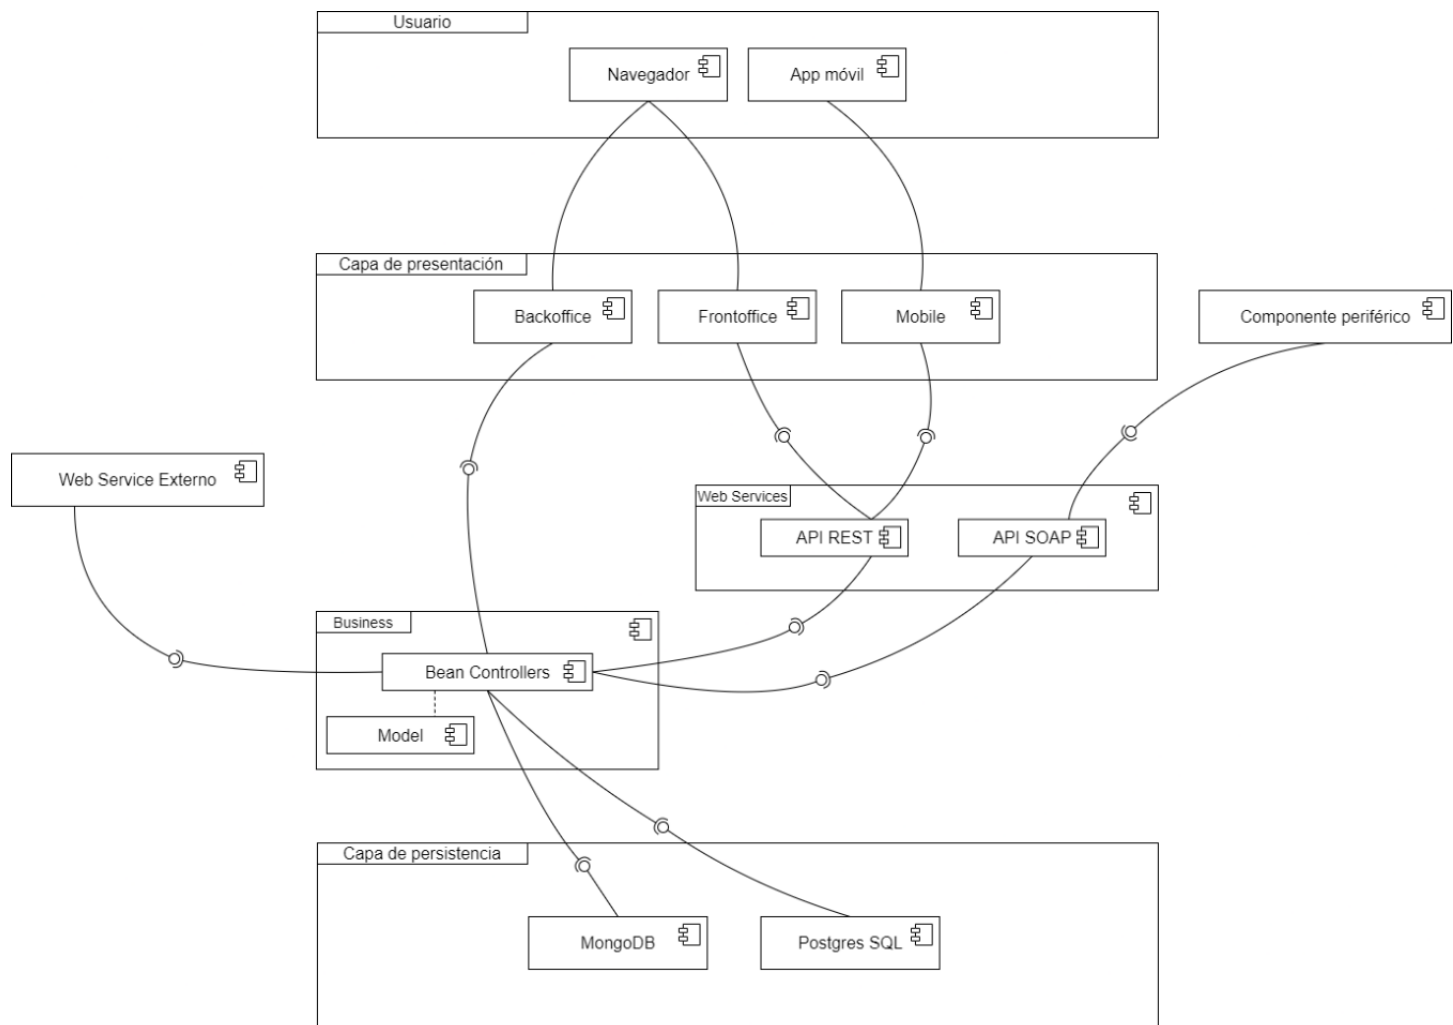 Usuario
Navegador
App móvil
Capa de presentación
Backoffice
Frontoffice
Mobile
Componente periférico
Web Service Externo
Web Services
API REST
API SOAP
Business
Bean Controllers
Model
Capa de persistencia
MongoDB
Postgres SQL